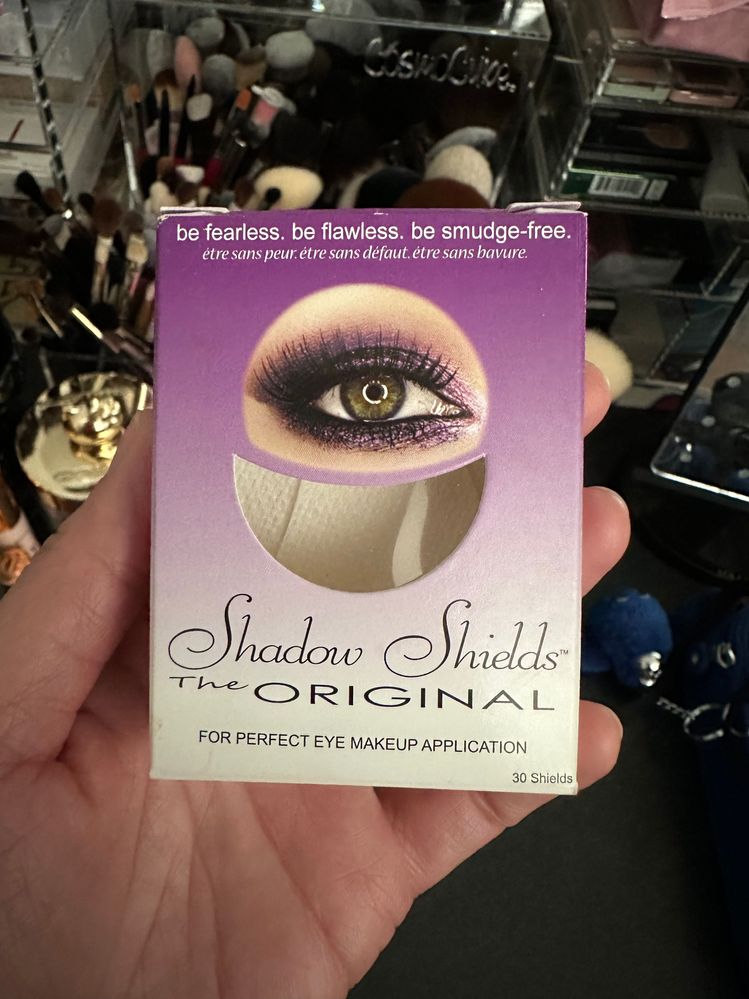 CosmoCube.
be fearless. be flawless. be smudge-free.
être sans peur. être sans défaut. être sans bavure.
Shadow Shields™
The ORIGINAL
FOR PERFECT EYE MAKEUP APPLICATION
30 Shields